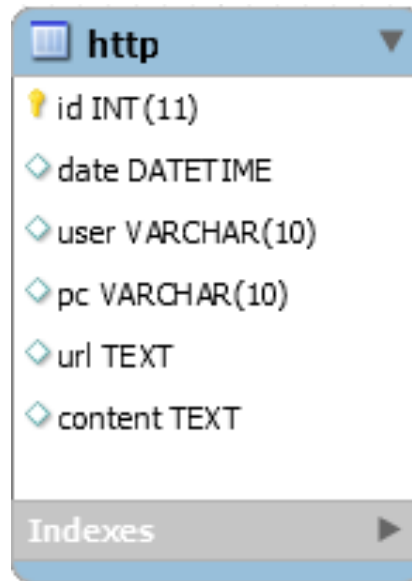 http
id INT(11)
date DATETIME
user VARCHAR(10)
pc VARCHAR(10)
url TEXT
content TEXT
Indexes